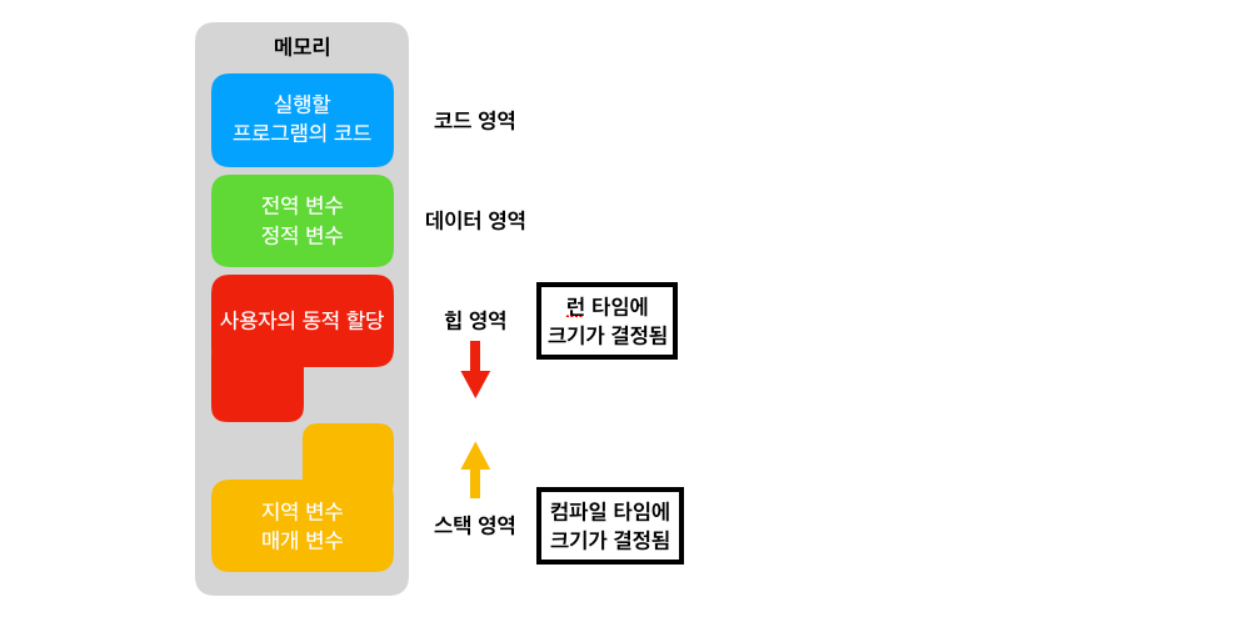 메모리
실행할
프로그램의 코드
코드 영역
전역 변수
정적 변수
데이터 영역
사용자의 동적 할당
힙 영역
런 타임에
크기가 결정됨
지역 변수
매개 변수
스택 영역
컴파일 타임에
크기가 결정됨